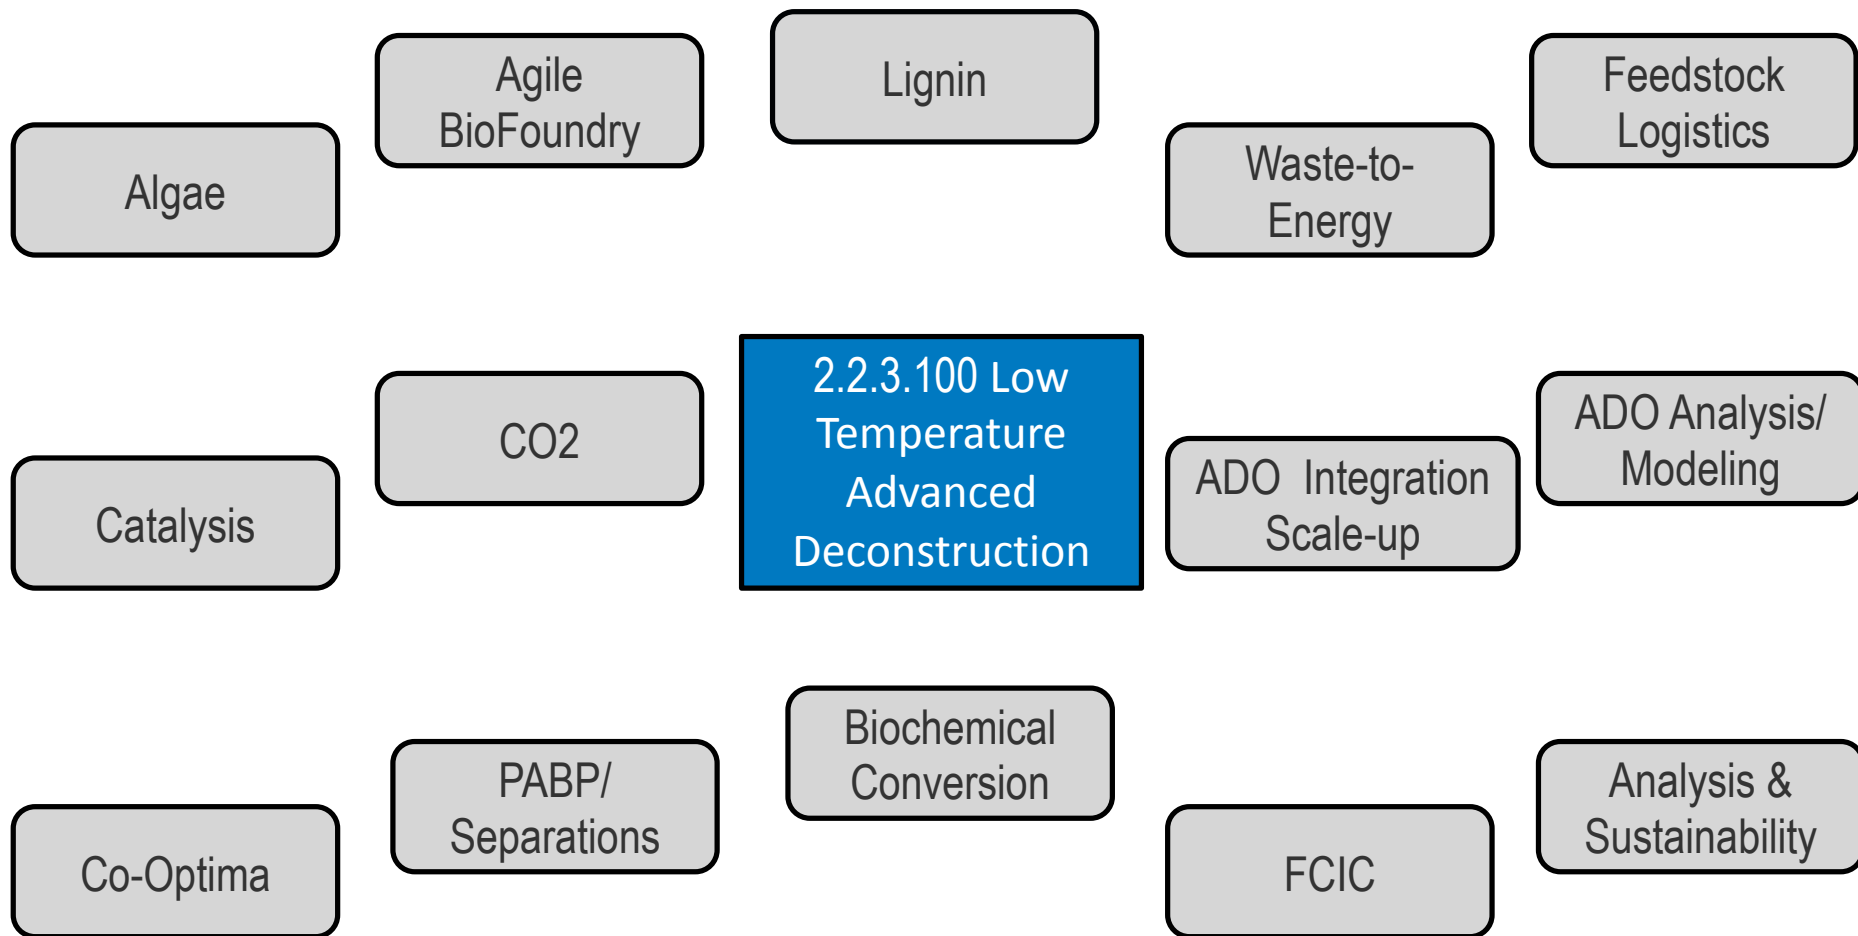 Algae
Agile
BioFoundry
Lignin
Waste-to-
Energy
Feedstock
Logistics
Catalysis
CO2
2.2.3.100 Low
Temperature
Advanced
Deconstruction
ADO Integration
Scale-up
ADO Analysis/
Modeling
Co-Optima
PABP/
Separations
Biochemical
Conversion
FCIC
Analysis &
Sustainability